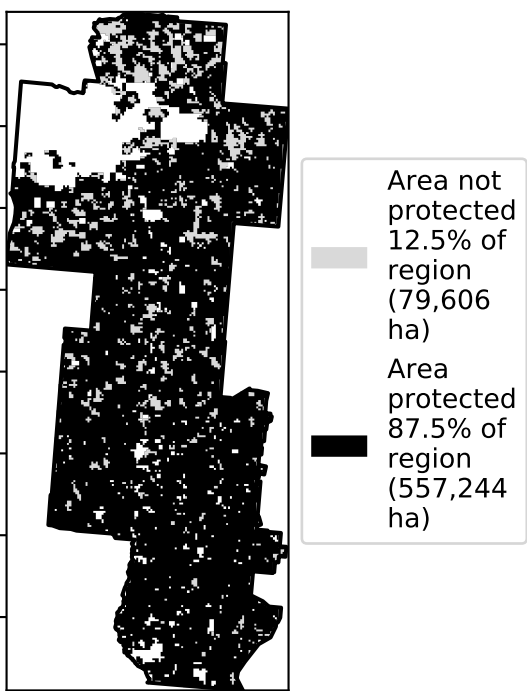 Area not
protected
12.5% of
region
(79,606
ha)
Area
protected
87.5% of
region
(557,244
ha)